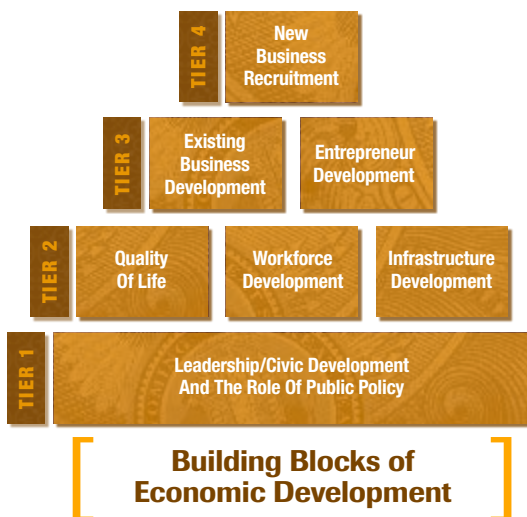 TIER 4
New
Business
Recruitment
TIER 3
Existing
Business
Development
Entrepreneur
Development
TIER 2
Quality
Of Life
Workforce
Development
Infrastructure
Development
TIER 1
Leadership/Civic Development
And The Role Of Public Policy
Building Blocks of
Economic Development